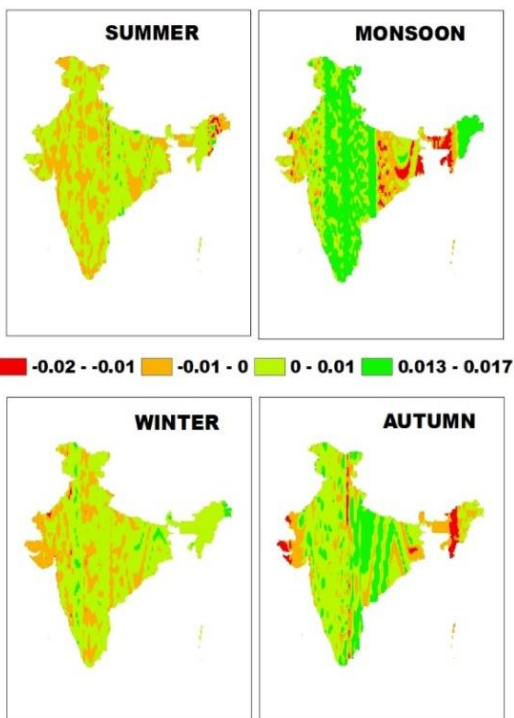 SUMMER
MONSOON
-0.02 - -0.01 -0.01 - 0 0 - 0.01 0.013 - 0.017
WINTER
AUTUMN